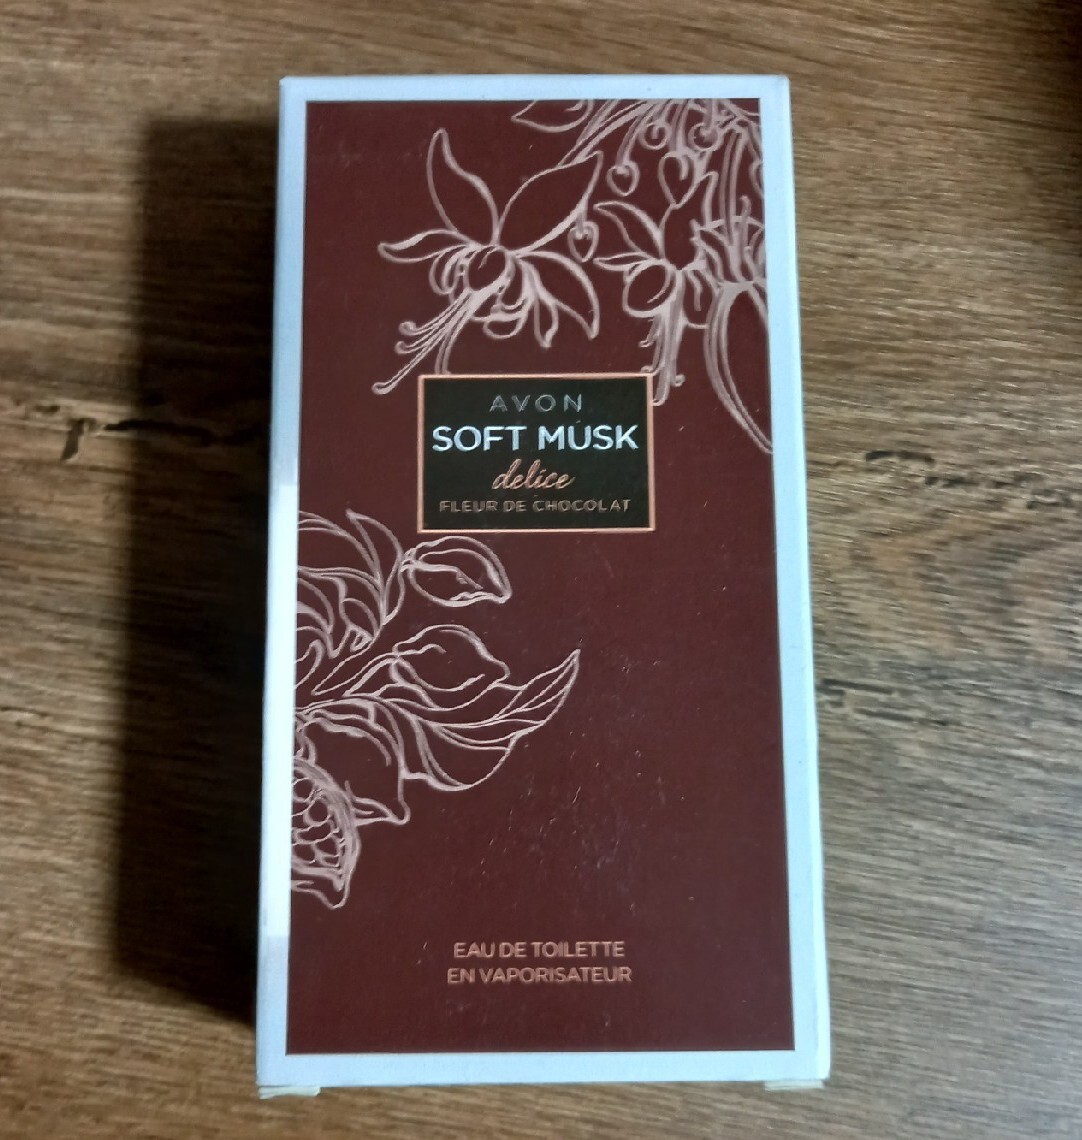 AVON
SOFT MUSK
delice
FLEUR DE CHOCOLAT
EAU DE TOILETTE
EN VAPORISATEUR